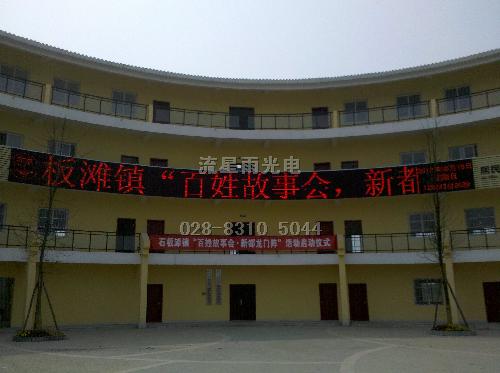 流星雨光电
板滩镇 “百姓故事会，新都
028-8310 5044
石板滩镇“百姓故事会·新都龙门阵”活动启动仪式